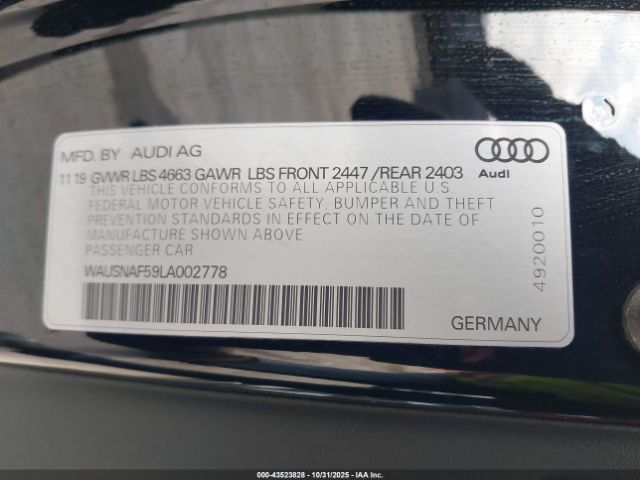 MFD. BY AUDI AG
11 19 GVWR LBS 4663 GAWR LBS FRONT 2447 /REAR 2403
THIS VEHICLE CONFORMS TO ALL APPLICABLE U.S.
FEDERAL MOTOR VEHICLE SAFETY, BUMPER AND THEFT
PREVENTION STANDARDS IN EFFECT ON THE DATE OF
MANUFACTURE SHOWN ABOVE
PASSENGER CAR
WAUSNAF59LA002778
Audi
4920010
GERMANY
000-43523828 - 10/31/2025 - IAAI Inc.